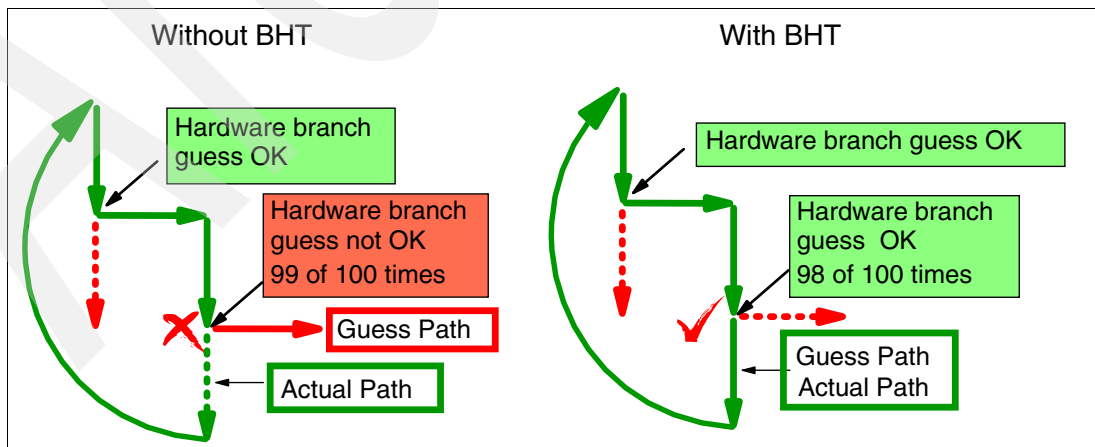 Without BHT
Hardware branch
guess OK
Hardware branch
guess not OK
99 of 100 times
Guess Path
Actual Path
With BHT
Hardware branch guess OK
Hardware branch
guess OK
98 of 100 times
Guess Path
Actual Path